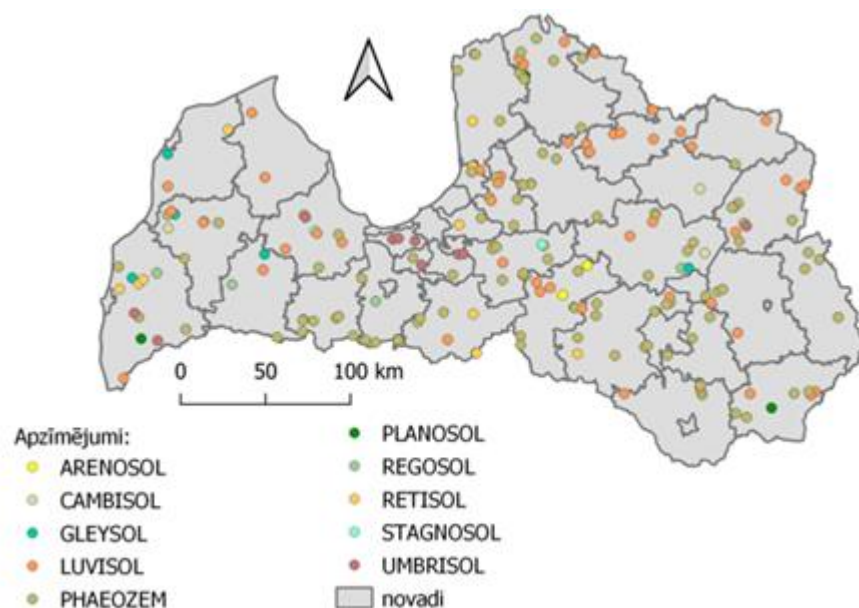 0 50 100 km
Apzīmējumi:
ARENOSOL
CAMBISOL
GLEYSOL
LUVISOL
PHAEOZEM
PLANOSOL
REGOSOL
RETISOL
STAGNOSOL
UMBRISOL
novadi